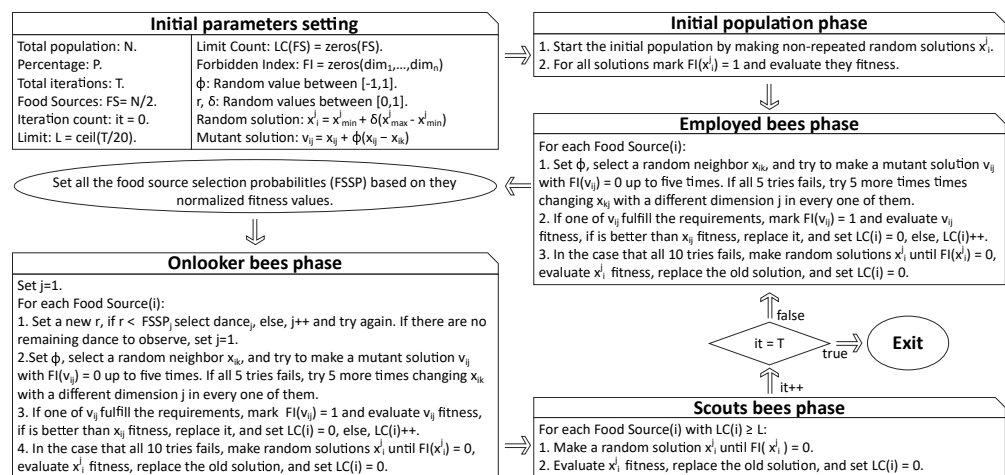 Initial parameters setting
Total population: N.
Percentage: P.
Total iterations: T.
Food Sources: FS= N/2.
Iteration count: it = 0.
Limit: L = ceil(T/20).
Limit Count: LC(FS) = zeros(FS).
Forbidden Index: FI = zeros(dim₁,...,dimₙ)
ϕ: Random value between [-1,1].
r, δ: Random values between [0,1].
Random solution: xʲᵢ = xʲₘᵢₙ + δ(xʲₘₐₓ - xʲₘᵢₙ)
Mutant solution: vᵢⱼ = xᵢⱼ + ϕ(xᵢⱼ – xᵢₖ)
Initial population phase
1. Start the initial population by making non-repeated random solutions xʲᵢ.
2. For all solutions mark FI(xʲᵢ) = 1 and evaluate they fitness.
Employed bees phase
For each Food Source(i):
1. Set ϕ, select a random neighbor xᵢₖ, and try to make a mutant solution vᵢⱼ
with FI(vᵢⱼ) = 0 up to five times. If all 5 tries fails, try 5 more times times
changing xₖⱼ with a different dimension j in every one of them.
2. If one of vᵢⱼ fulfill the requirements, mark FI(vᵢⱼ) = 1 and evaluate vᵢⱼ
fitness, if is better than xᵢⱼ fitness, replace it, and set LC(i) = 0, else, LC(i)++.
3. In the case that all 10 tries fails, make random solutions xʲᵢ until FI(xʲᵢ) = 0,
evaluate xʲᵢ fitness, replace the old solution, and set LC(i) = 0.
Set all the food source selection probabilities (FSSP) based on they
normalized fitness values.
Onlooker bees phase
Set j=1.
For each Food Source(i):
1. Set a new r, if r < FSSPⱼ select danceⱼ, else, j++ and try again. If there are no
remaining dance to observe, set j=1.
2.Set ϕ, select a random neighbor xᵢₖ, and try to make a mutant solution vᵢⱼ
with FI(vᵢⱼ) = 0 up to five times. If all 5 tries fails, try 5 more times changing xᵢₖ
with a different dimension j in every one of them.
3. If one of vᵢⱼ fulfill the requirements, mark FI(vᵢⱼ) = 1 and evaluate vᵢⱼ fitness,
if is better than xᵢⱼ fitness, replace it, and set LC(i) = 0, else, LC(i)++.
4. In the case that all 10 tries fails, make random solutions xʲᵢ until FI(xʲᵢ) = 0,
evaluate xʲᵢ fitness, replace the old solution, and set LC(i) = 0.
Scouts bees phase
For each Food Source(i) with LC(i) ≥ L:
1. Make a random solution xʲᵢ until FI( xʲᵢ) = 0.
2. Evaluate xʲᵢ fitness, replace the old solution, and set LC(i) = 0.
it++
it = T
false
true
Exit